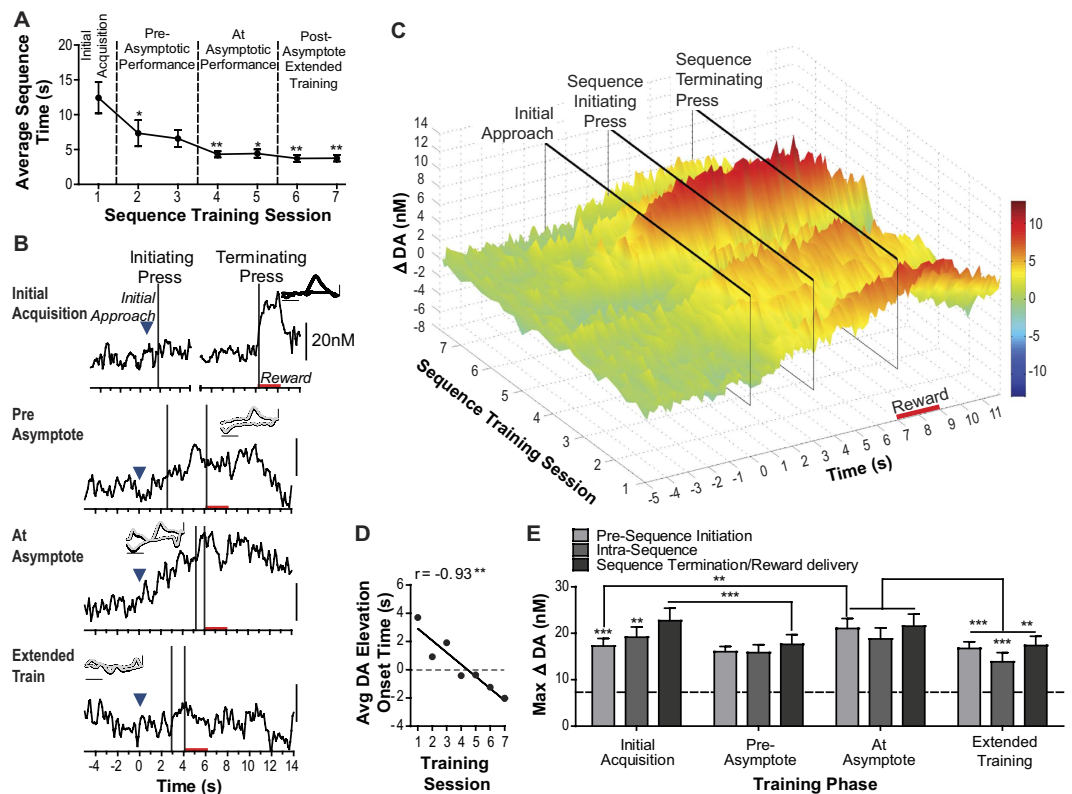 A
Initial
Acquisition
Pre-
Asymptotic
Performance
At
Asymptotic
Performance
Post-
Asymptote
Extended
Training
Average Sequence
Time (s)
20
15
10
5
0
*
**
*
**
**
1 2 3 4 5 6 7
Sequence Training Session
B
Initiating
Press
Terminating
Press
Initial
Acquisition
Initial
Approach
20nM
Reward
Pre
Asymptote
At
Asymptote
Extended
Train
-4 -2 0 2 4 6 8 10 12 14
Time (s)
C
Initial
Approach
Sequence
Initiating
Press
Sequence
Terminating
Press
Δ DA (nM)
14
12
10
8
6
4
2
0
-2
-4
-6
-8
7
6
5
4
3
2
1
Sequence Training Session
-5 -4 -3 -2 -1 0 1 2 3 4 5 6 7 8 9 10 11
Reward
Time (s)
10
5
0
-5
-10
D
r= -0.93 **
Avg DA Elevation
Onset Time (s)
6
4
2
0
-2
-4
1 2 3 4 5 6 7
Training
Session
E
Pre-Sequence Initiation
Intra-Sequence
Sequence Termination/Reward delivery
Max Δ DA (nM)
30
20
10
0
**
***
***
**
***
***
**
Initial
Acquisition
Pre-
Asymptote
At
Asymptote
Extended
Training
Training Phase